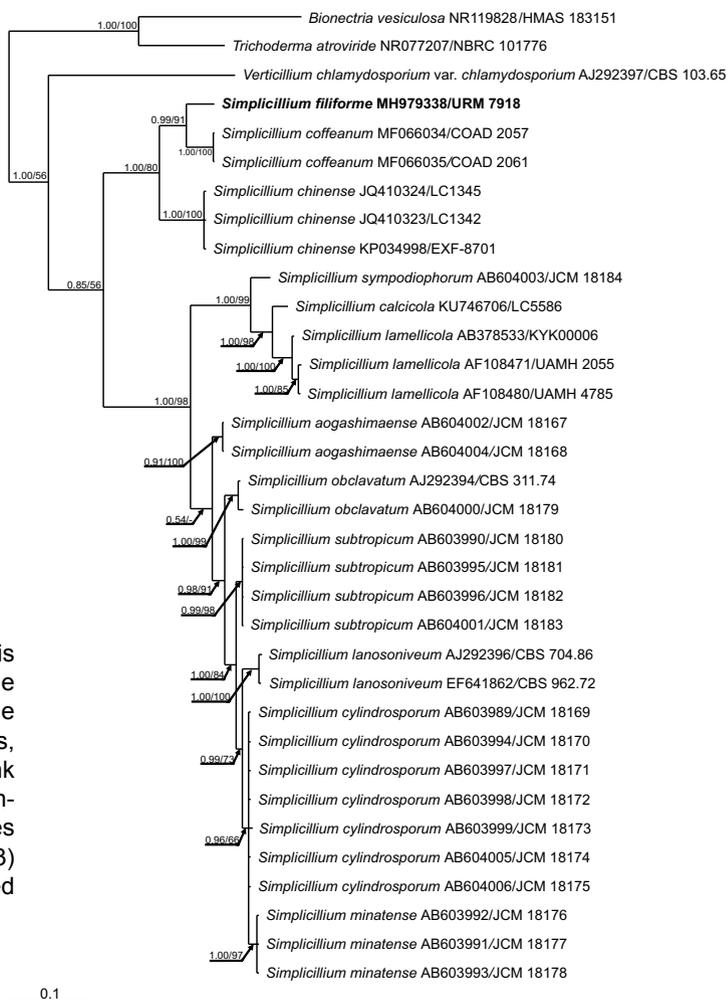 Bionectria vesiculosa NR119828/HMAS 183151
1.00/100
Trichoderma atroviride NR077207/NBRC 101776
Verticillium chlamydosporium var. chlamydosporium AJ292397/CBS 103.65
Simplicillium filiforme MH979338/URM 7918
0.99/91
Simplicillium coffeanum MF066034/COAD 2057
1.00/100
Simplicillium coffeanum MF066035/COAD 2061
1.00/80
1.00/56
Simplicillium chinense JQ410324/LC1345
1.00/100
Simplicillium chinense JQ410323/LC1342
Simplicillium chinense KP034998/EXF-8701
Simplicillium sympodiophorum AB604003/JCM 18184
0.85/56
1.00/99
Simplicillium calcicola KU746706/LC5586
Simplicillium lamellicola AB378533/KYK00006
1.00/98
Simplicillium lamellicola AF108471/UAMH 2055
1.00/100
Simplicillium lamellicola AF108480/UAMH 4785
1.00/85
1.00/98
Simplicillium aogashimaense AB604002/JCM 18167
Simplicillium aogashimaense AB604004/JCM 18168
0.91/100
Simplicillium obclavatum AJ292394/CBS 311.74
Simplicillium obclavatum AB604000/JCM 18179
0.54/-
Simplicillium subtropicum AB603990/JCM 18180
1.00/99
Simplicillium subtropicum AB603995/JCM 18181
0.98/91
Simplicillium subtropicum AB603996/JCM 18182
0.99/98
Simplicillium subtropicum AB604001/JCM 18183
Simplicillium lanosoniveum AJ292396/CBS 704.86
1.00/84
Simplicillium lanosoniveum EF641862/CBS 962.72
1.00/100
Simplicillium cylindrosporum AB603989/JCM 18169
Simplicillium cylindrosporum AB603994/JCM 18170
0.99/73
Simplicillium cylindrosporum AB603997/JCM 18171
Simplicillium cylindrosporum AB603998/JCM 18172
Simplicillium cylindrosporum AB603999/JCM 18173
0.96/66
Simplicillium cylindrosporum AB604005/JCM 18174
Simplicillium cylindrosporum AB604006/JCM 18175
Simplicillium minatense AB603992/JCM 18176
Simplicillium minatense AB603991/JCM 18177
1.00/97
Simplicillium minatense AB603993/JCM 18178
0.1
is
e
e
s,
nk
n-
es
3)
ed